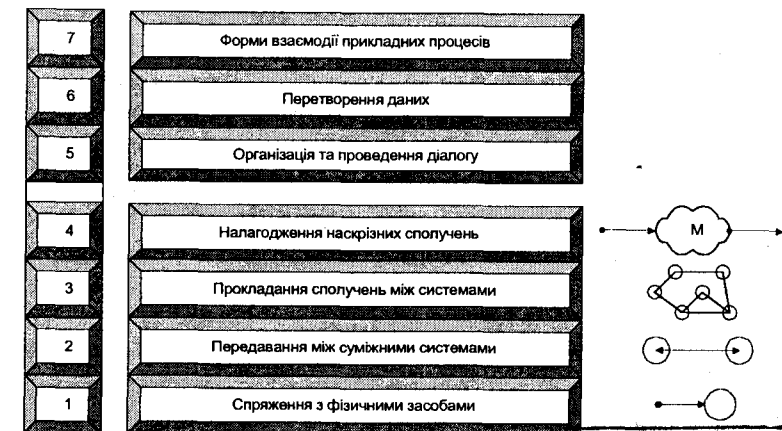 7 Форми взаємодії прикладних процесів
6 Перетворення даних
5 Організація та проведення діалогу
4 Налагодження наскрізних сполучень М
3 Прокладання сполучень між системами
2 Передавання між суміжними системами
1 Спряження з фізичними засобами